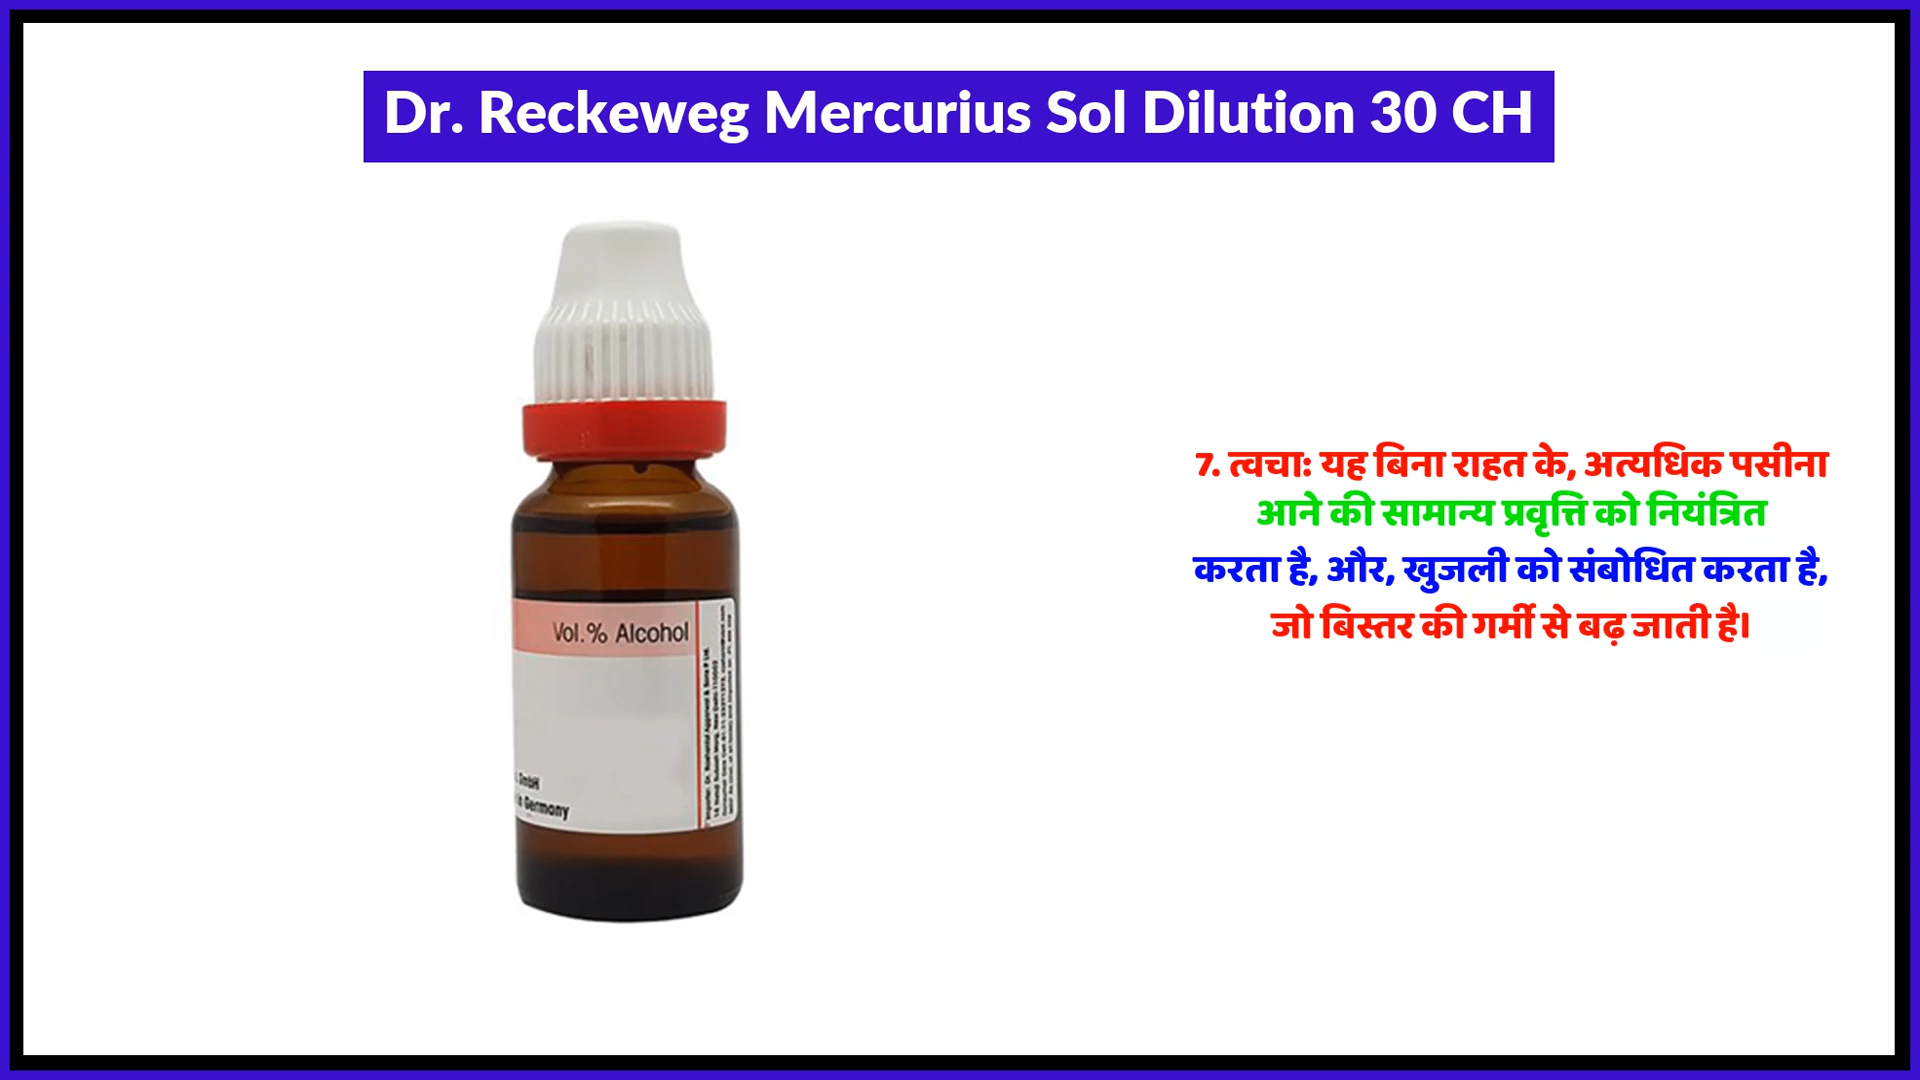 Dr. Reckeweg Mercurius Sol Dilution 30 CH
7. त्वचा: यह बिना राहत के, अत्यधिक पसीना
आने की सामान्य प्रवृत्ति को नियंत्रित
करता है, और, खुजली को संबोधित करता है,
जो बिस्तर की गर्मी से बढ़ जाती है।
Vol.% Alcohol
GmbH
in Germany